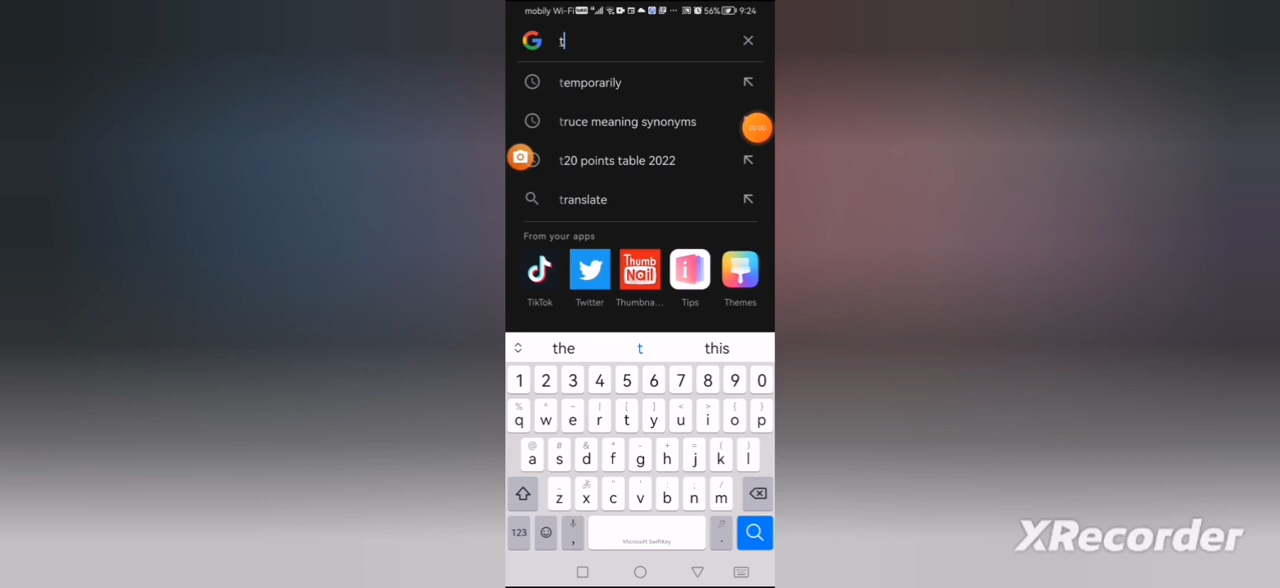 mobily Wi-Fi 56% 9:24
t
temporarily
truce meaning synonyms
00:00
t20 points table 2022
translate
From your apps
Thumb
Nail
TikTok Twitter Thumbna... Tips Themes
the t this
1 2 3 4 5 6 7 8 9 0
% ^ ~ | [ ] < > { }
q w e r t y u i o p
@ # & * - + = ( )
a s d f g h j k l
z x c v b n m
123 , Microsoft SwiftKey .
XRecorder